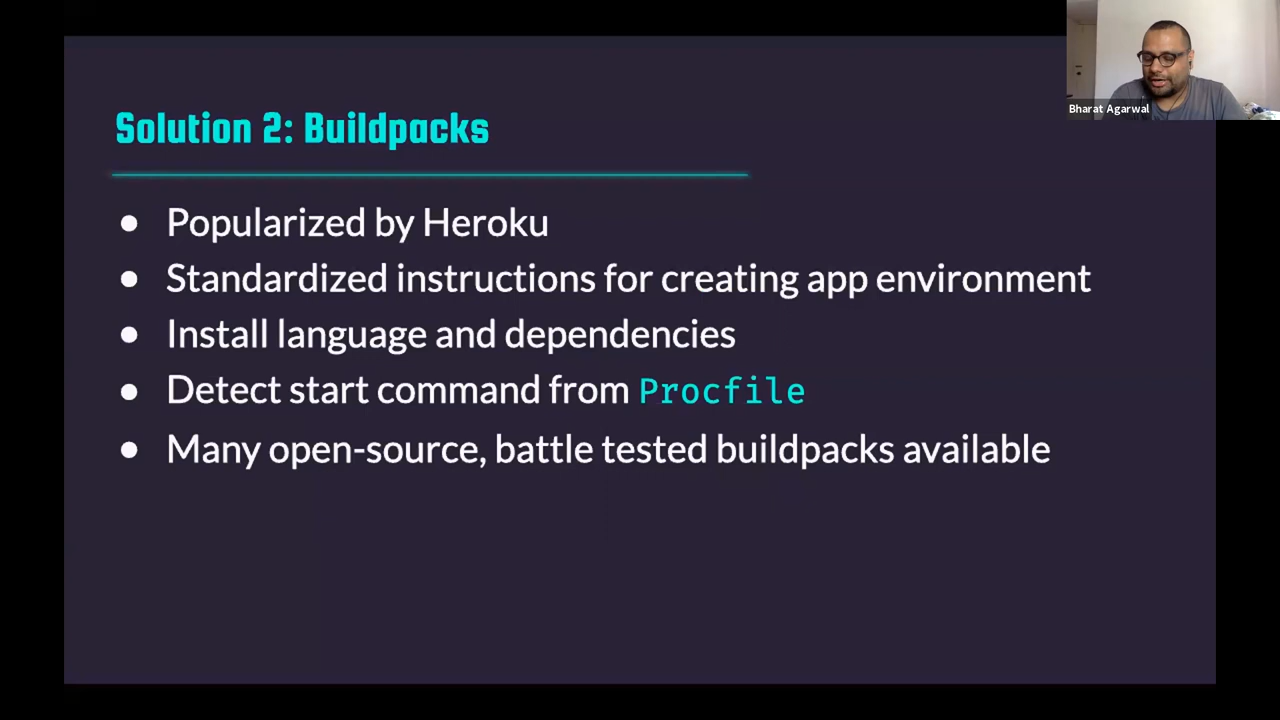 Solution 2: Buildpacks
● Popularized by Heroku
● Standardized instructions for creating app environment
● Install language and dependencies
● Detect start command from Procfile
● Many open-source, battle tested buildpacks available
Bharat Agarwal